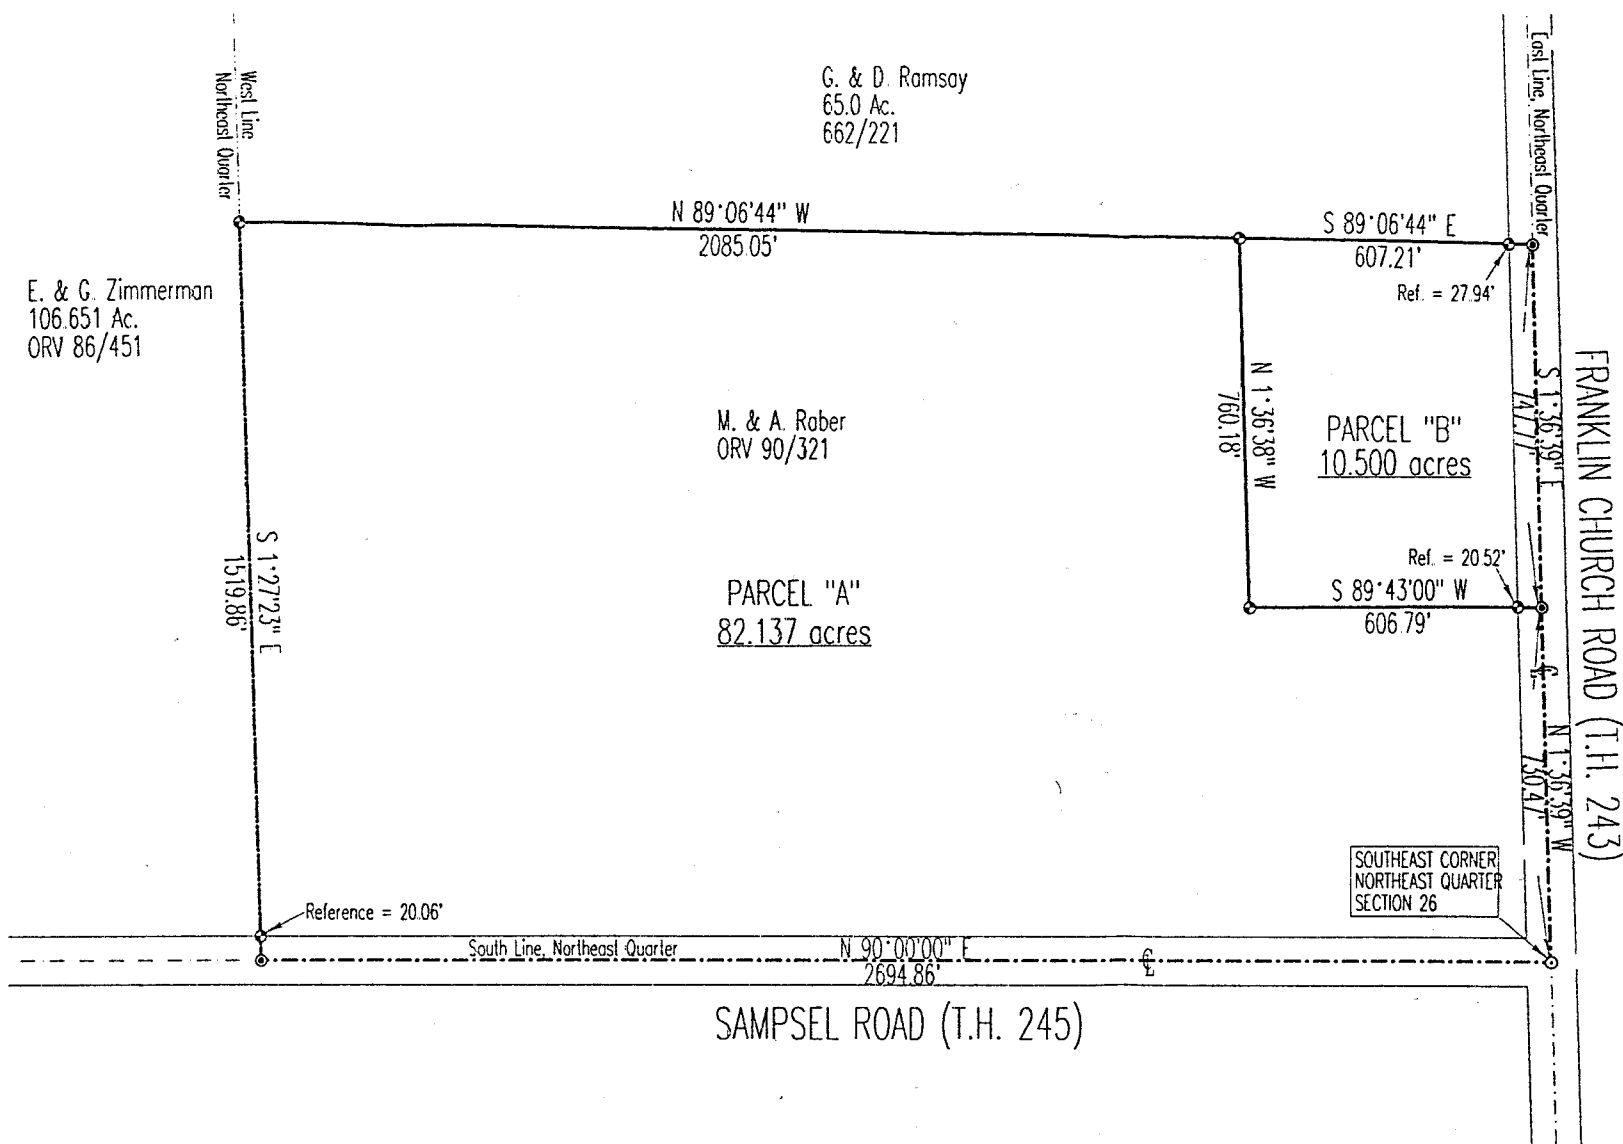 West Line
Northeast Quarter
G. & D. Ramsay
65.0 Ac.
662/221
East Line, Northeast Quarter
N 89°06'44" W
2085.05'
S 89°06'44" E
607.21'
Ref. = 27.94'
E. & G. Zimmerman
106.651 Ac.
ORV 86/451
M. & A. Raber
ORV 90/321
N 1°36'38" W
760.18'
PARCEL "B"
10.500 acres
S 1°36'39" E
747.77'
FRANKLIN CHURCH ROAD (T.H. 243)
S 1°27'23" E
1519.86'
PARCEL "A"
82.137 acres
Ref. = 20.52'
S 89°43'00" W
606.79'
℄
N 1°36'39" W
730.47'
SOUTHEAST CORNER
NORTHEAST QUARTER
SECTION 26
Reference = 20.06'
South Line, Northeast Quarter
N 90°00'00" E
2694.86'
℄
SAMPSEL ROAD (T.H. 245)